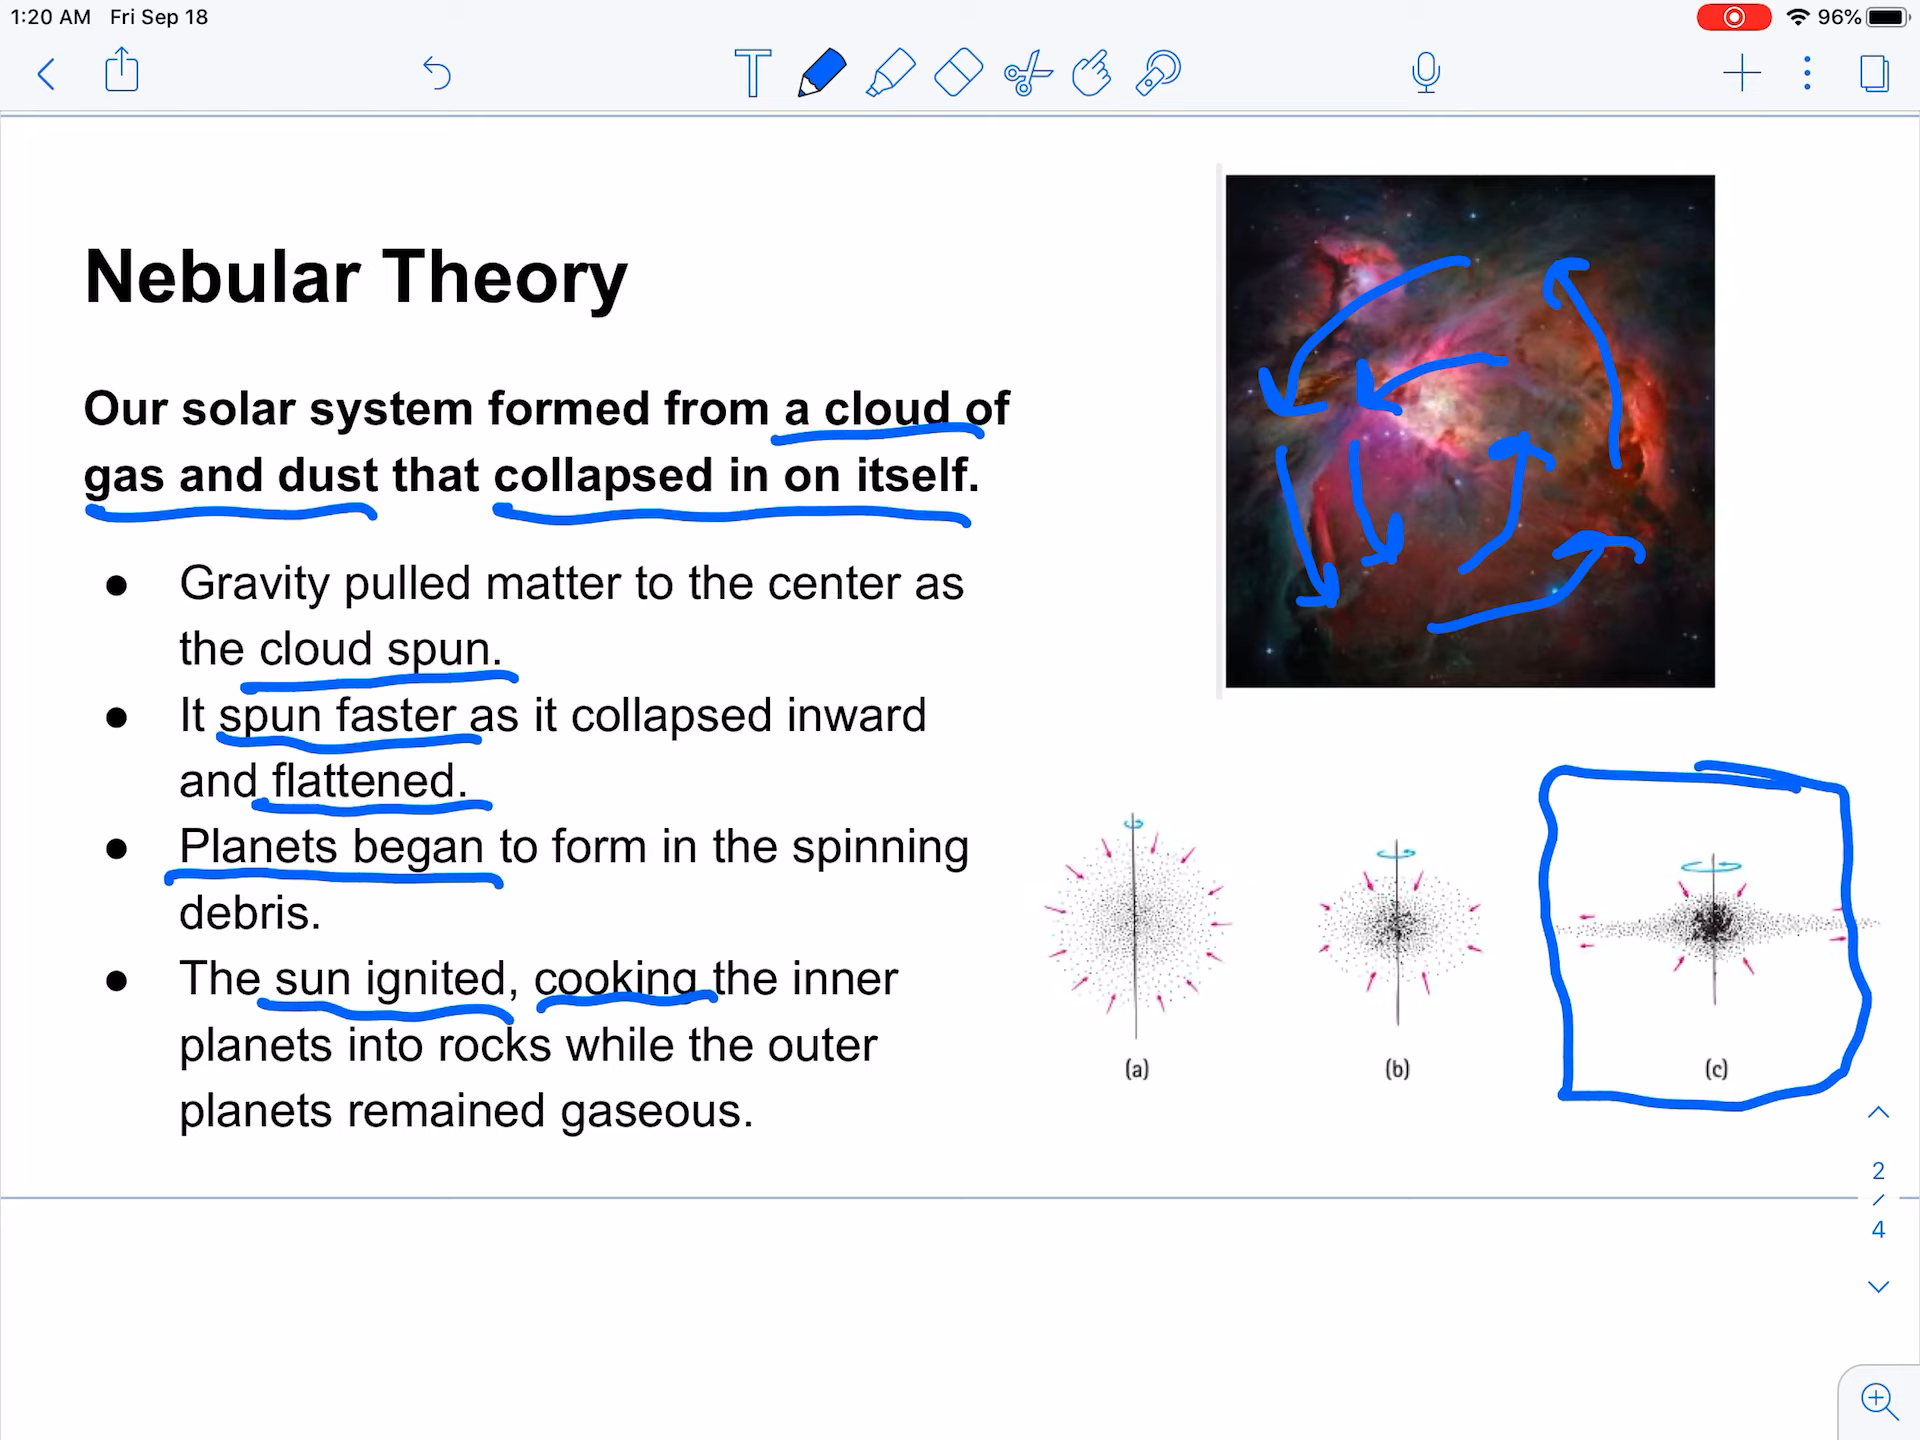 1:20 AM Fri Sep 18
96%
T
Nebular Theory
Our solar system formed from a cloud of
gas and dust that collapsed in on itself.
● Gravity pulled matter to the center as
the cloud spun.
● It spun faster as it collapsed inward
and flattened.
● Planets began to form in the spinning
debris.
● The sun ignited, cooking the inner
planets into rocks while the outer
planets remained gaseous.
(a) (b) (c)
2
/
4